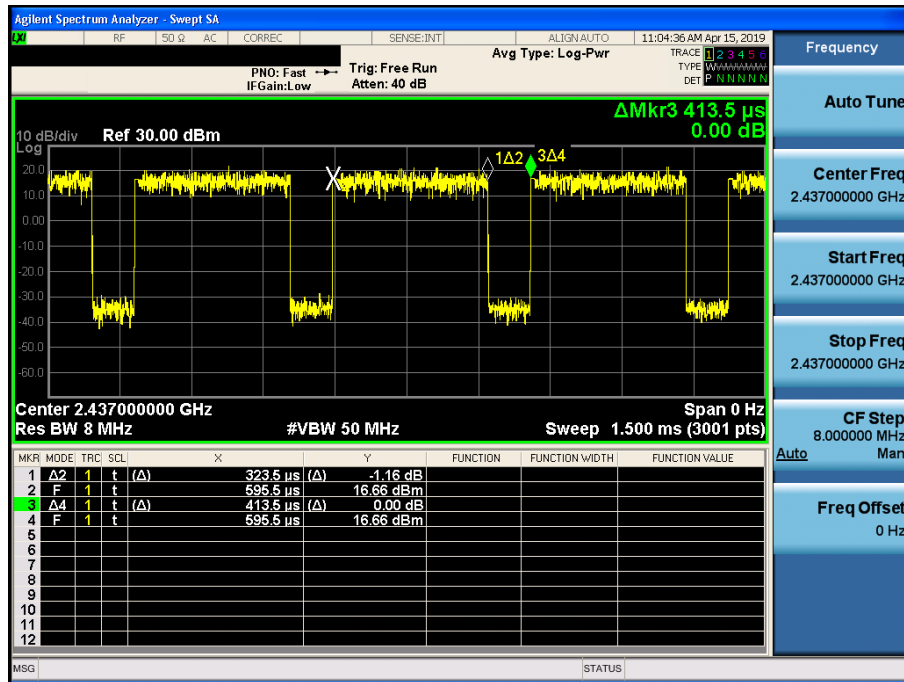 Agilent Spectrum Analyzer - Swept SA
LXI RF 50 Ω AC CORREC SENSE:INT ALIGN AUTO 11:04:36 AM Apr 15, 2019
PNO: Fast Trig: Free Run Avg Type: Log-Pwr TRACE 1 2 3 4 5 6
IFGain:Low Atten: 40 dB TYPE WWWWWW
DET P N N N N N
Frequency
Auto Tune
Center Freq
2.437000000 GHz
Start Freq
2.437000000 GHz
Stop Freq
2.437000000 GHz
CF Step
8.000000 MHz
Auto Man
Freq Offset
0 Hz
ΔMkr3 413.5 µs
0.00 dB
10 dB/div Ref 30.00 dBm
Log
20.0
10.0
0.00
-10.0
-20.0
-30.0
-40.0
-50.0
-60.0
X 1Δ2 3Δ4
Center 2.437000000 GHz Span 0 Hz
Res BW 8 MHz #VBW 50 MHz Sweep 1.500 ms (3001 pts)
MKR MODE TRC SCL X Y FUNCTION FUNCTION WIDTH FUNCTION VALUE
1 Δ2 1 t (Δ) 323.5 µs (Δ) -1.16 dB
2 F 1 t 595.5 µs 16.66 dBm
3 Δ4 1 t (Δ) 413.5 µs (Δ) 0.00 dB
4 F 1 t 595.5 µs 16.66 dBm
5
6
7
8
9
10
11
12
MSG STATUS